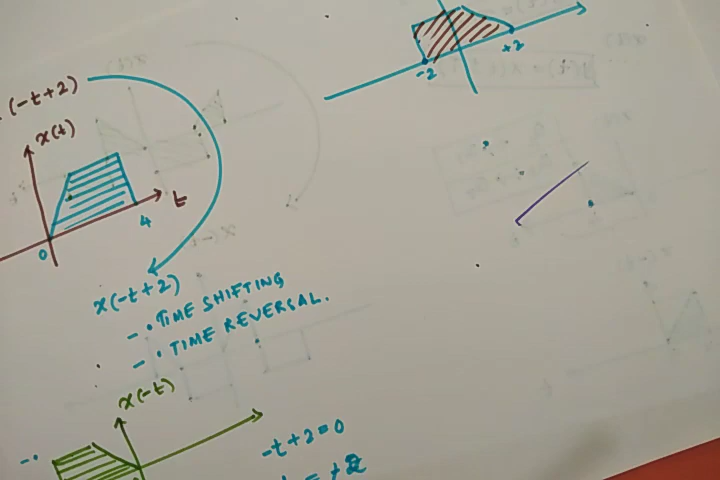 -2 +2
(-t+2)
x(t)
t
0 4
x(-t+2)
- . TIME SHIFTING
- . TIME REVERSAL.
x(-t)
-t+2=0